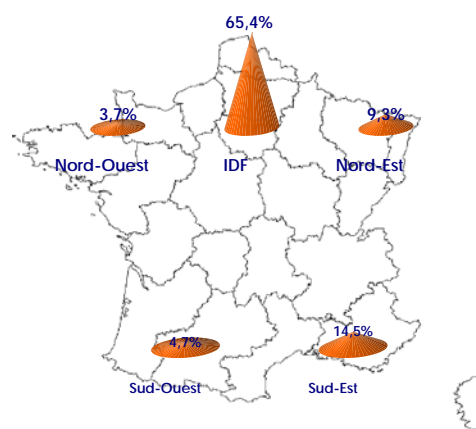 65,4%
3,7%
9,3%
Nord-Ouest
IDF
Nord-Est
4,7%
14,5%
Sud-Ouest
Sud-Est